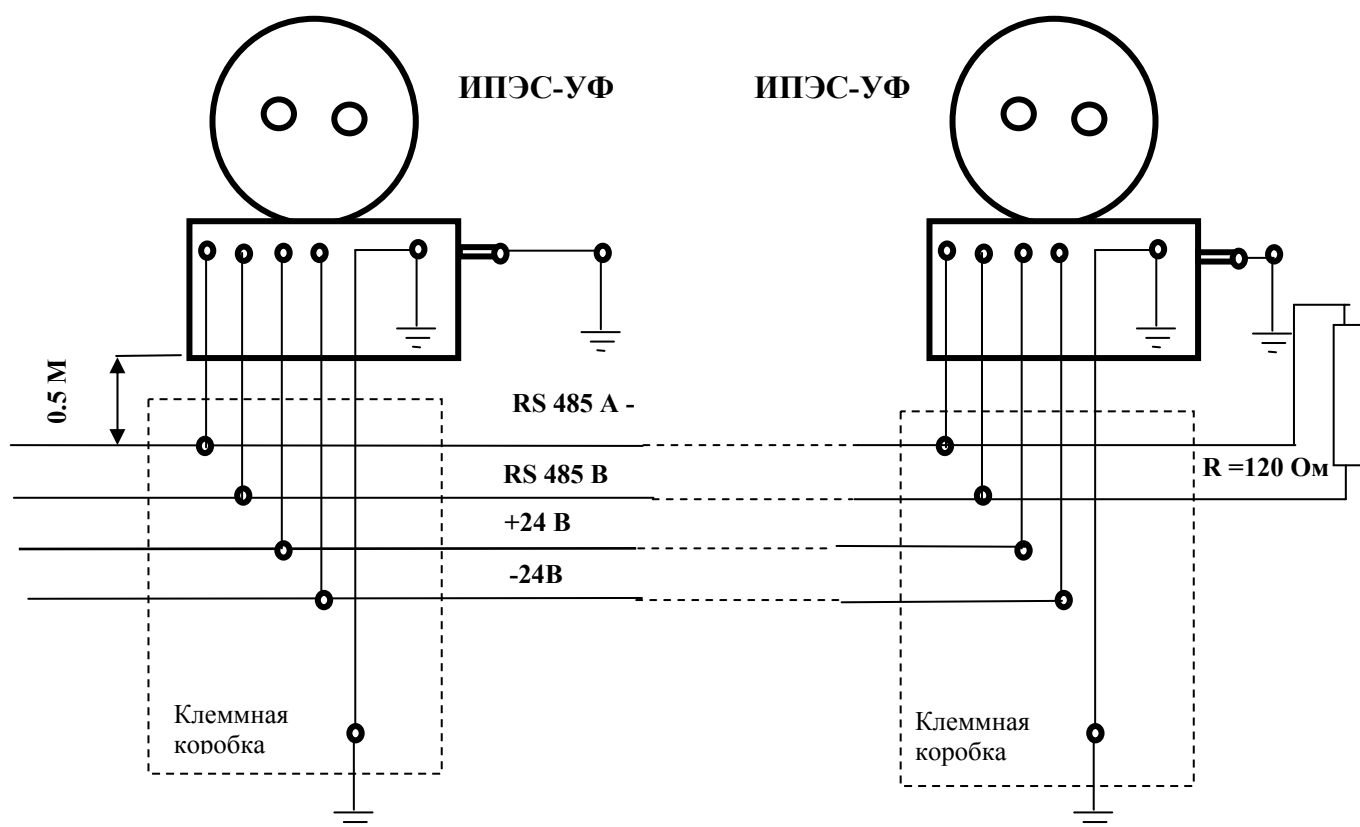 ИПЭС-УФ
ИПЭС-УФ
0.5 М
RS 485 А -
RS 485 В
R =120 Ом
+24 В
-24В
Клеммная
коробка
Клеммная
коробка